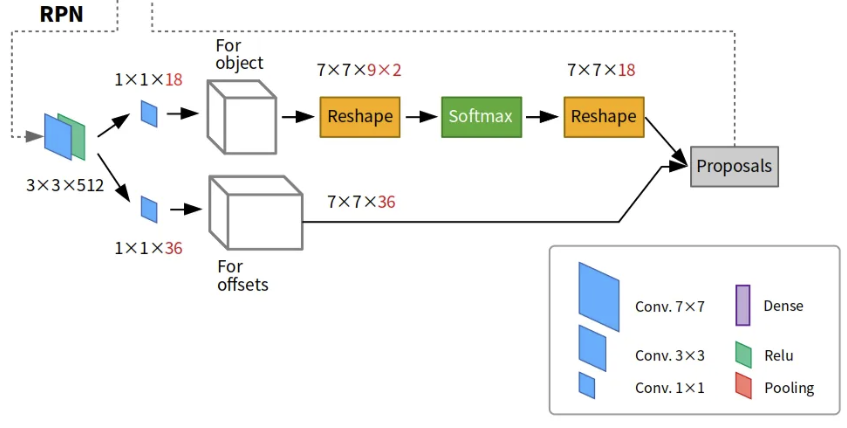 RPN
For
object
1×1×18
7×7×9×2
7×7×18
Reshape
Softmax
Reshape
Proposals
3×3×512
7×7×36
1×1×36
For
offsets
Conv. 7×7
Dense
Conv. 3×3
Relu
Conv. 1×1
Pooling